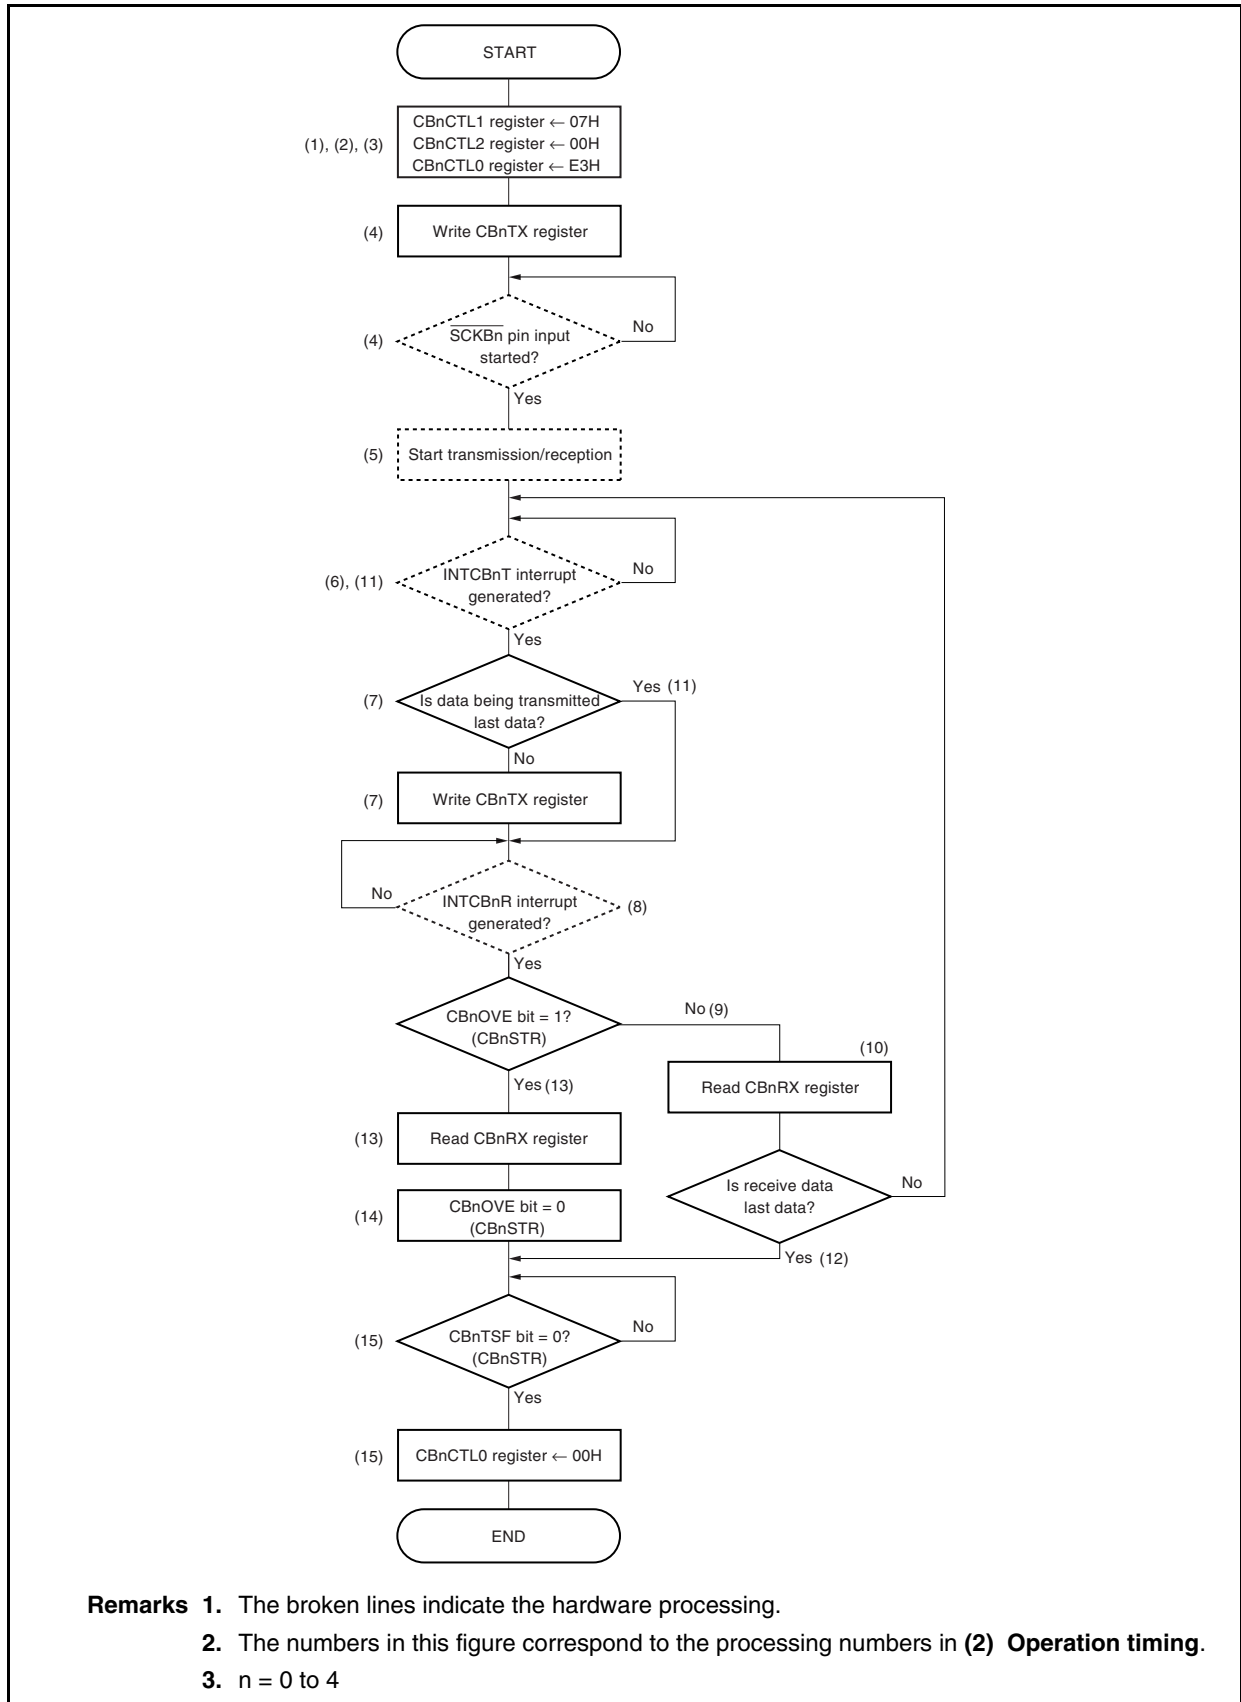 START
(1), (2), (3)
CBnCTL1 register ← 07H
CBnCTL2 register ← 00H
CBnCTL0 register ← E3H
(4)
Write CBnTX register
(4)
SCKBn pin input
started?
No
Yes
(5)
Start transmission/reception
(6), (11)
INTCBnT interrupt
generated?
No
Yes
(7)
Is data being transmitted
last data?
Yes (11)
No
(7)
Write CBnTX register
No
INTCBnR interrupt
generated?
(8)
Yes
CBnOVE bit = 1?
(CBnSTR)
No (9)
(10)
Read CBnRX register
Yes (13)
(13)
Read CBnRX register
Is receive data
last data?
No
(14)
CBnOVE bit = 0
(CBnSTR)
Yes (12)
(15)
CBnTSF bit = 0?
(CBnSTR)
No
Yes
(15)
CBnCTL0 register ← 00H
END
Remarks 1. The broken lines indicate the hardware processing.
2. The numbers in this figure correspond to the processing numbers in (2) Operation timing.
3. n = 0 to 4